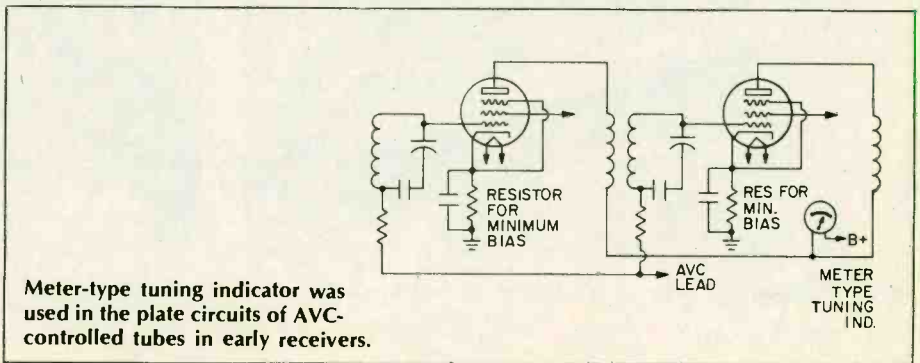 RESISTOR
FOR
MINIMUM
BIAS
RES FOR
MIN.
BIAS
B+
AVC
LEAD
METER
TYPE
TUNING
IND.
Meter-type tuning indicator was
used in the plate circuits of AVC-
controlled tubes in early receivers.